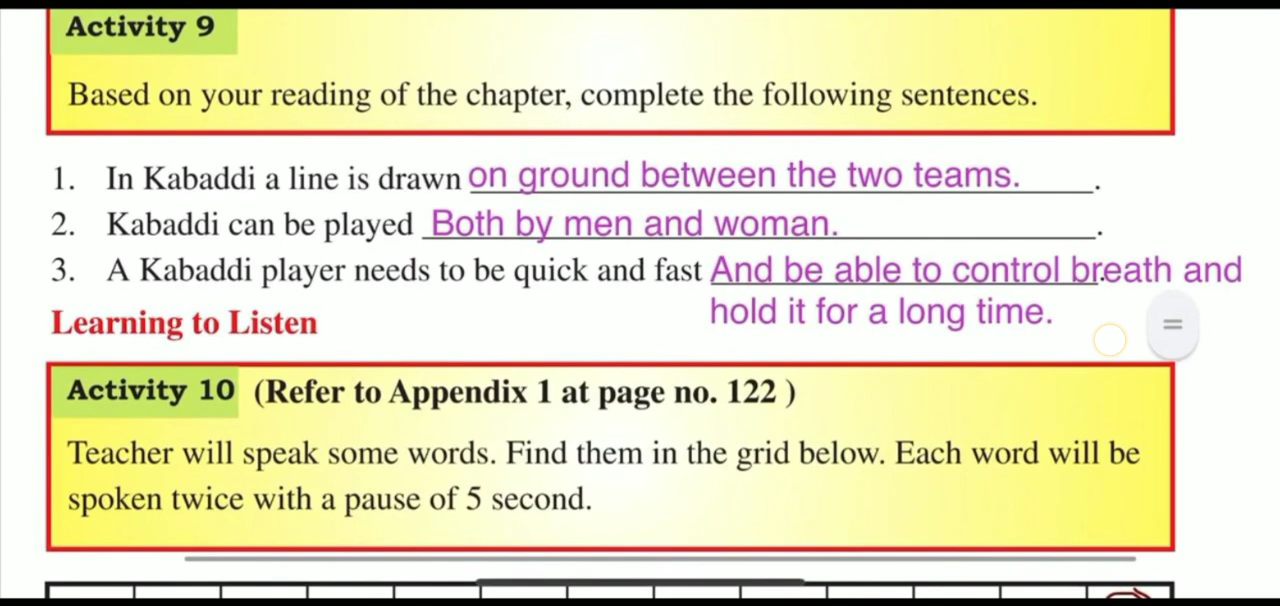 Activity 9
Based on your reading of the chapter, complete the following sentences.
1. In Kabaddi a line is drawn on ground between the two teams. .
2. Kabaddi can be played Both by men and woman. .
3. A Kabaddi player needs to be quick and fast And be able to control breath and
hold it for a long time.
Learning to Listen
Activity 10 (Refer to Appendix 1 at page no. 122 )
Teacher will speak some words. Find them in the grid below. Each word will be
spoken twice with a pause of 5 second.